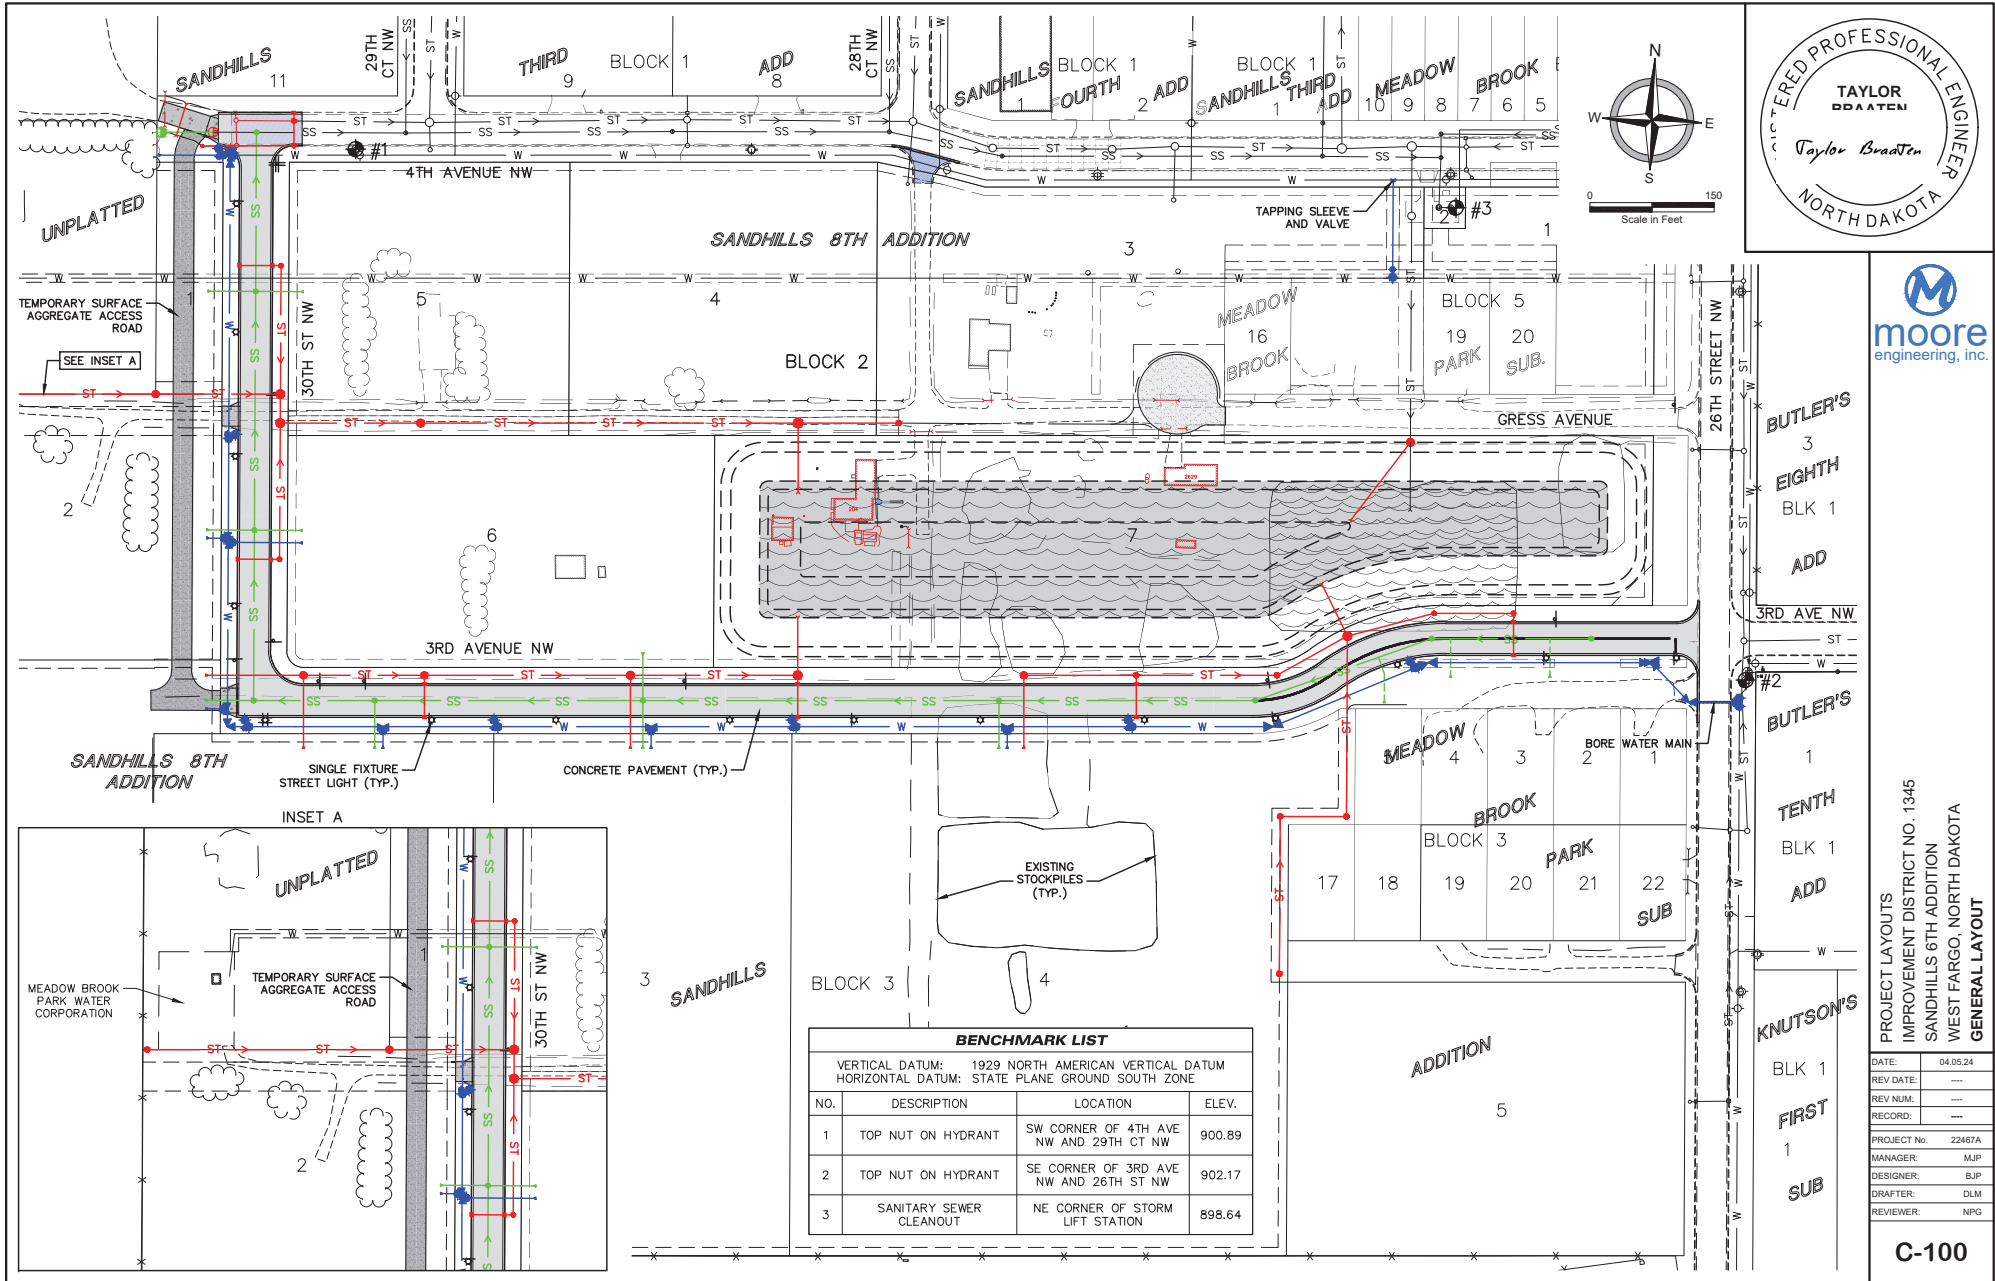 SANDHILLS
11
29TH
CT NW
THIRD
9
BLOCK 1
ADD
8
28TH
CT NW
SANDHILLS
1
BLOCK 1
FOURTH
2
ADD
BLOCK 1
SANDHILLS
1
THIRD
ADD
MEADOW
BROOK
10
9
8
7
6
5
#1
4TH AVENUE NW
UNPLATTED
SANDHILLS 8TH ADDITION
3
TAPPING SLEEVE
AND VALVE
2
#3
1
N
W
E
S
0
150
Scale in Feet
REGISTERED PROFESSIONAL ENGINEER
TAYLOR
BRAATEN
Taylor Braaten
NORTH DAKOTA
TEMPORARY SURFACE
AGGREGATE ACCESS
ROAD
1
SEE INSET A
30TH ST NW
5
4
BLOCK 2
MEADOW
16
BROOK
BLOCK 5
19
20
PARK
SUB.
GRESS AVENUE
26TH STREET NW
BUTLER'S
3
EIGHTH
BLK 1
ADD
2
6
7
204
2629
3RD AVENUE NW
3RD AVE NW
#2
SANDHILLS 8TH
ADDITION
SINGLE FIXTURE
STREET LIGHT (TYP.)
CONCRETE PAVEMENT (TYP.)
MEADOW
4
3
2
1
BORE WATER MAIN
BROOK
BLOCK 3
PARK
17
18
19
20
21
22
SUB
BUTLER'S
1
TENTH
BLK 1
ADD
EXISTING
STOCKPILES
(TYP.)
INSET A
UNPLATTED
MEADOW BROOK
PARK WATER
CORPORATION
TEMPORARY SURFACE
AGGREGATE ACCESS
ROAD
1
30TH ST NW
2
3
SANDHILLS
BLOCK 3
4
ADDITION
5
KNUTSON'S
BLK 1
FIRST
1
SUB
BENCHMARK LIST
VERTICAL DATUM: 1929 NORTH AMERICAN VERTICAL DATUM
HORIZONTAL DATUM: STATE PLANE GROUND SOUTH ZONE
NO. DESCRIPTION LOCATION ELEV.
1 TOP NUT ON HYDRANT SW CORNER OF 4TH AVE NW AND 29TH CT NW 900.89
2 TOP NUT ON HYDRANT SE CORNER OF 3RD AVE NW AND 26TH ST NW 902.17
3 SANITARY SEWER CLEANOUT NE CORNER OF STORM LIFT STATION 898.64
moore
engineering, inc.
PROJECT LAYOUTS
IMPROVEMENT DISTRICT NO. 1345
SANDHILLS 6TH ADDITION
WEST FARGO, NORTH DAKOTA
GENERAL LAYOUT
DATE: 04.05.24
REV DATE: ----
REV NUM: ----
RECORD: ----
PROJECT No. 22467A
MANAGER: MJP
DESIGNER: BJP
DRAFTER: DLM
REVIEWER: NPG
C-100